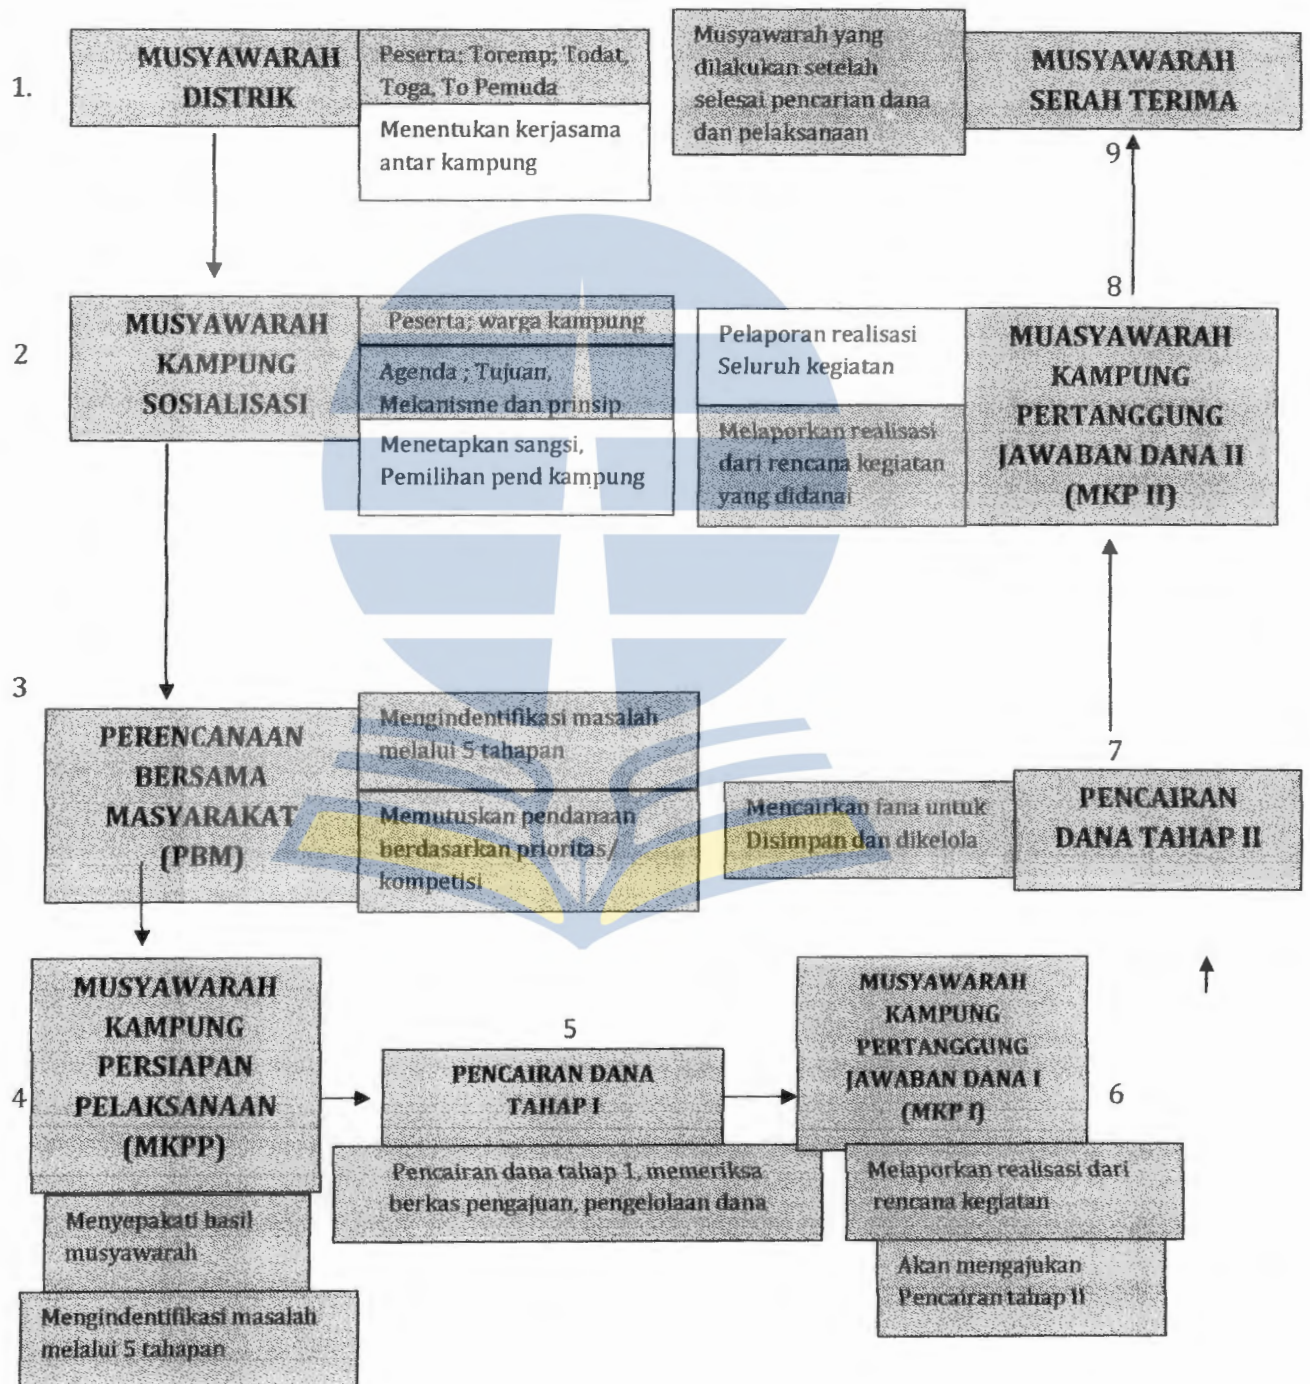 1.
MUSYAWARAH
DISTRIK
Peserta; Toremp; Todat,
Toga, To Pemuda
Menentukan kerjasama
antar kampung
2
MUSYAWARAH
KAMPUNG
SOSIALISASI
Peserta; warga kampung
Agenda ; Tujuan,
Mekanisme dan prinsip
Menetapkan sangsi,
Pemilihan pend kampung
3
PERENCANAAN
BERSAMA
MASYARAKAT
(PBM)
Mengindentifikasi masalah
melalui 5 tahapan
Memutuskan pendanaan
berdasarkan prioritas/
kompetisi
4
MUSYAWARAH
KAMPUNG
PERSIAPAN
PELAKSANAAN
(MKPP)
Menyepakati hasil
musyawarah
Mengindentifikasi masalah
melalui 5 tahapan
5
PENCAIRAN DANA
TAHAP I
Pencairan dana tahap 1, memeriksa
berkas pengajuan, pengelolaan dana
6
MUSYAWARAH
KAMPUNG
PERTANGGUNG
JAWABAN DANA I
(MKP I)
Melaporkan realisasi dari
rencana kegiatan
Akan mengajukan
Pencairan tahap II
7
PENCAIRAN
DANA TAHAP II
Mencairkan fana untuk
Disimpan dan dikelola
8
MUASYAWARAH
KAMPUNG
PERTANGGUNG
JAWABAN DANA II
(MKP II)
Pelaporan realisasi
Seluruh kegiatan
Melaporkan realisasi
dari rencana kegiatan
yang didanai
9
MUSYAWARAH
SERAH TERIMA
Musyawarah yang
dilakukan setelah
selesai pencarian dana
dan pelaksanaan